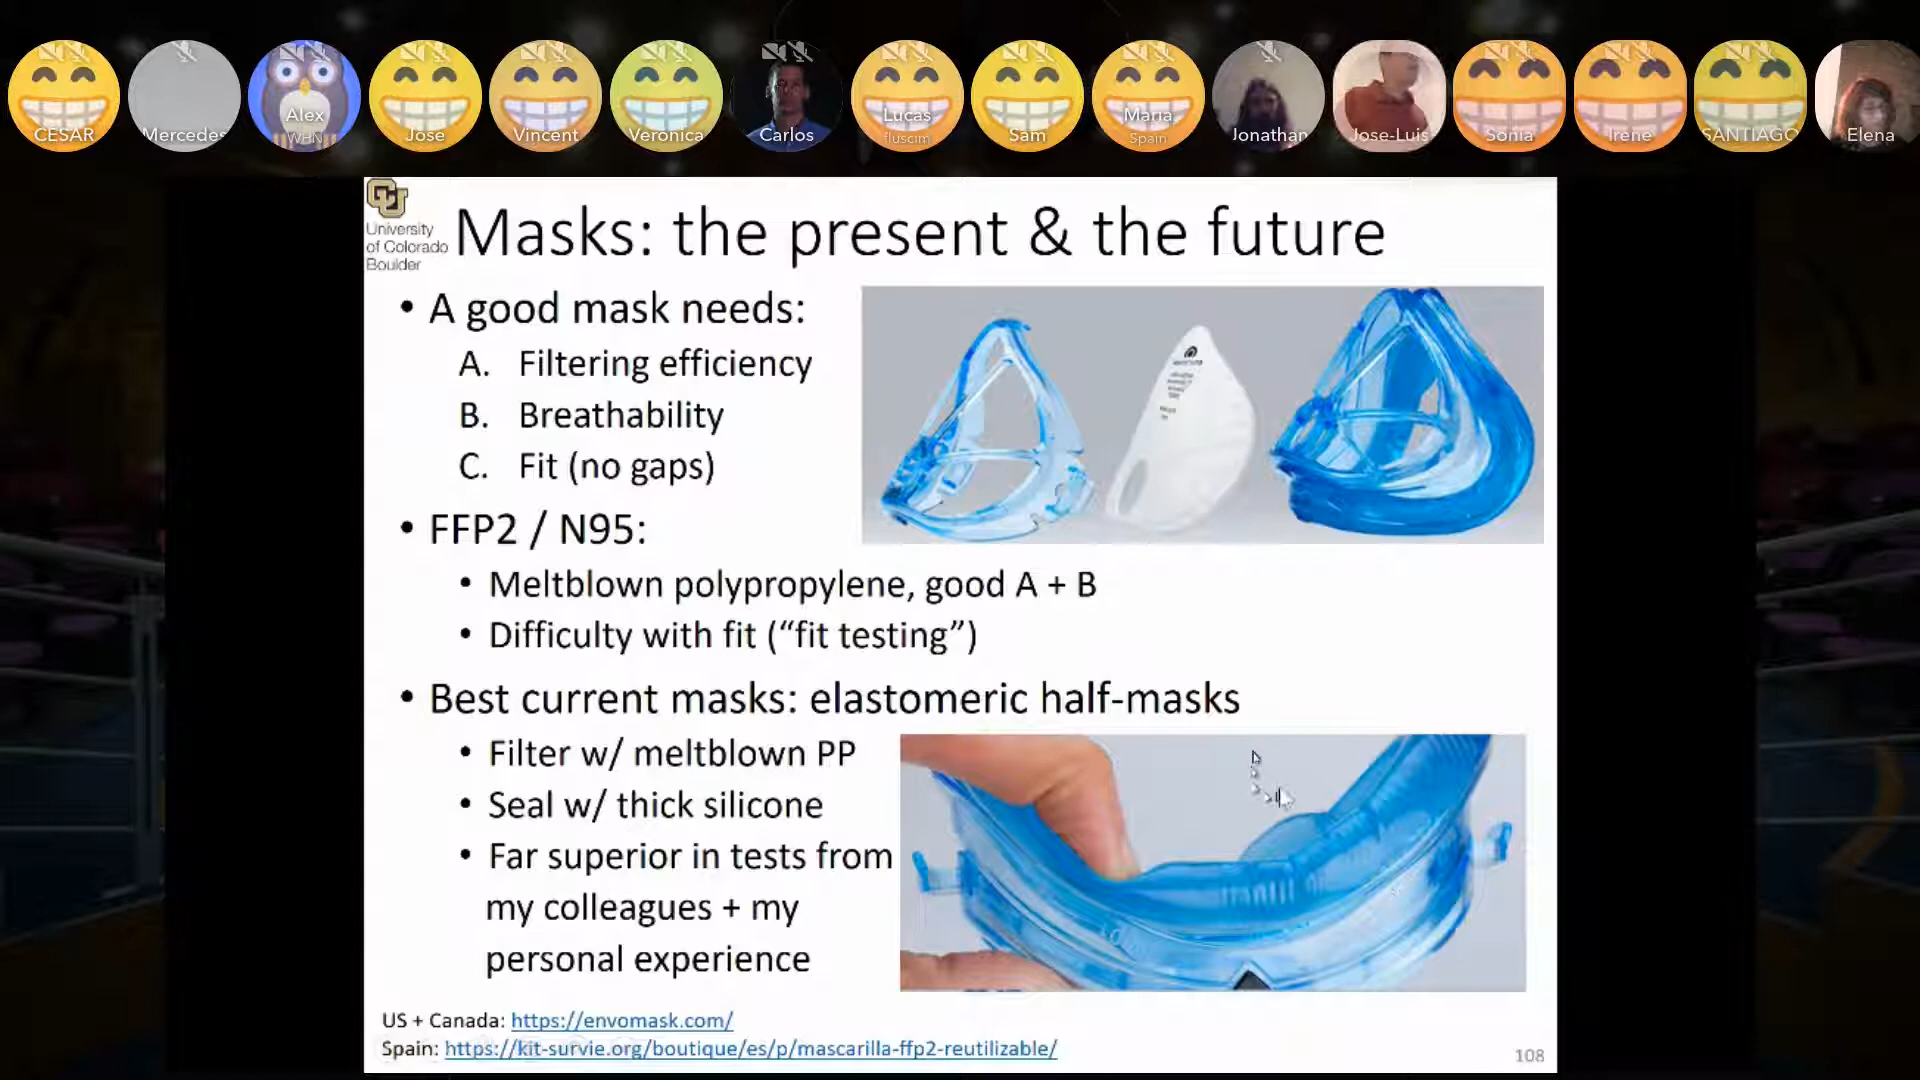 CESAR
Mercedes
Alex
WHN
Jose
Vincent
Veronica
Carlos
Lucas
fluscim
Sam
Maria
Spain
Jonathan
Jose-Luis
Sonia
Irene
SANTIAGO
Elena
CU
University
of Colorado
Boulder
Masks: the present & the future
• A good mask needs:
A. Filtering efficiency
B. Breathability
C. Fit (no gaps)
• FFP2 / N95:
• Meltblown polypropylene, good A + B
• Difficulty with fit (“fit testing”)
• Best current masks: elastomeric half-masks
• Filter w/ meltblown PP
• Seal w/ thick silicone
• Far superior in tests from
my colleagues + my
personal experience
US + Canada: https://envomask.com/
Spain: https://kit-survie.org/boutique/es/p/mascarilla-ffp2-reutilizable/
108